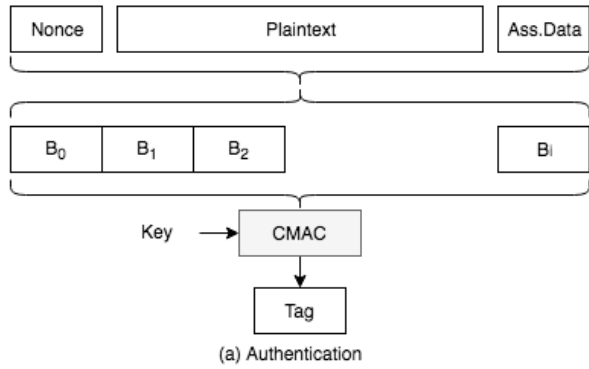 Nonce Plaintext Ass.Data
B₀ B₁ B₂ Bi
Key CMAC
Tag
(a) Authentication